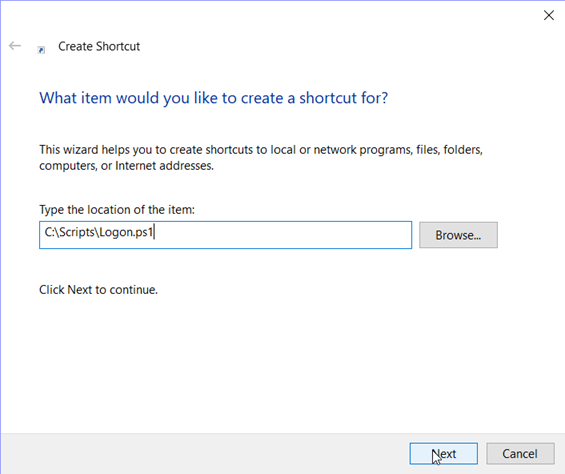 Create Shortcut
What item would you like to create a shortcut for?
This wizard helps you to create shortcuts to local or network programs, files, folders,
computers, or Internet addresses.
Type the location of the item:
C:\Scripts\Logon.ps1
Browse...
Click Next to continue.
Next
Cancel